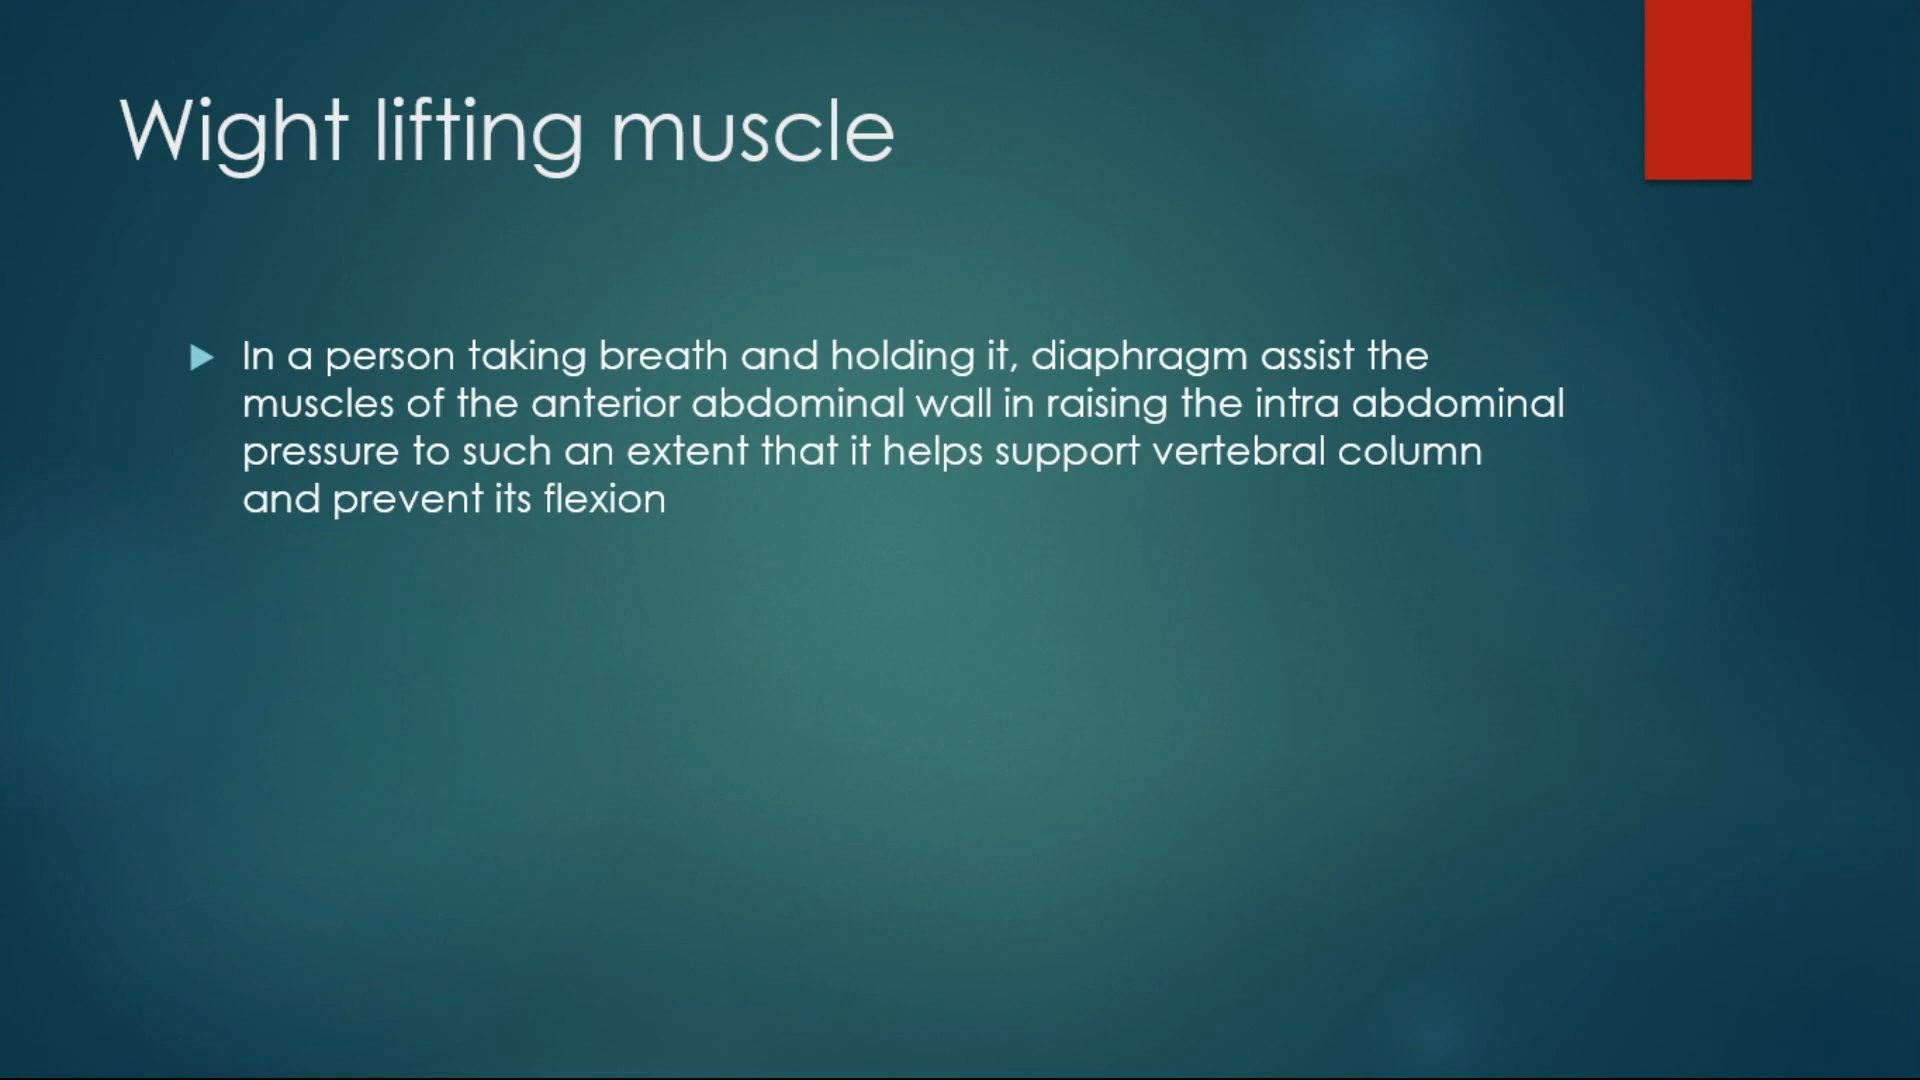 Wight lifting muscle
In a person taking breath and holding it, diaphragm assist the
muscles of the anterior abdominal wall in raising the intra abdominal
pressure to such an extent that it helps support vertebral column
and prevent its flexion